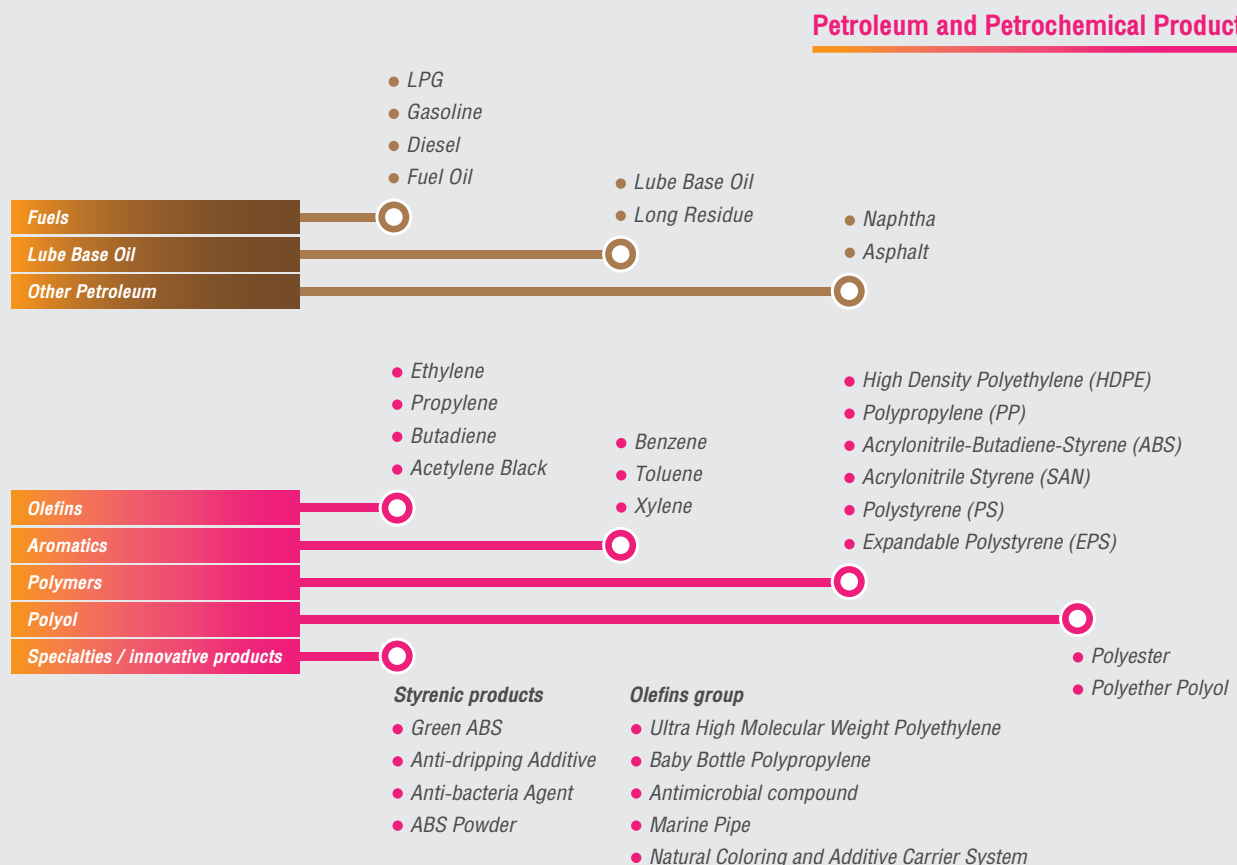 Petroleum and Petrochemical Product
LPG
Gasoline
Diesel
Fuel Oil
Lube Base Oil
Long Residue
Naphtha
Asphalt
Fuels
Lube Base Oil
Other Petroleum
Ethylene
Propylene
Butadiene
Acetylene Black
Benzene
Toluene
Xylene
High Density Polyethylene (HDPE)
Polypropylene (PP)
Acrylonitrile-Butadiene-Styrene (ABS)
Acrylonitrile Styrene (SAN)
Polystyrene (PS)
Expandable Polystyrene (EPS)
Olefins
Aromatics
Polymers
Polyol
Specialties / innovative products
Polyester
Polyether Polyol
Styrenic products
Green ABS
Anti-dripping Additive
Anti-bacteria Agent
ABS Powder
Olefins group
Ultra High Molecular Weight Polyethylene
Baby Bottle Polypropylene
Antimicrobial compound
Marine Pipe
Natural Coloring and Additive Carrier System